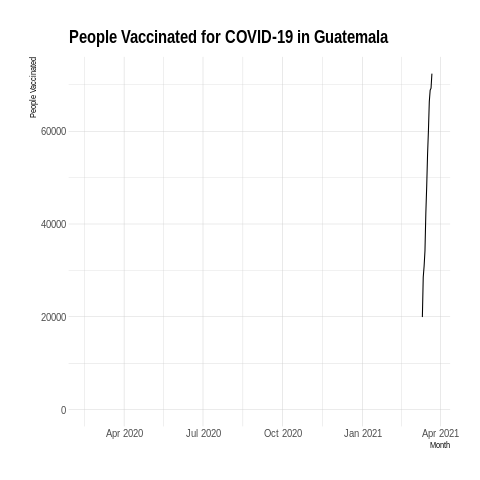 People Vaccinated for COVID-19 in Guatemala
People Vaccinated
60000
40000
20000
0
Apr 2020
Jul 2020
Oct 2020
Jan 2021
Apr 2021
Month